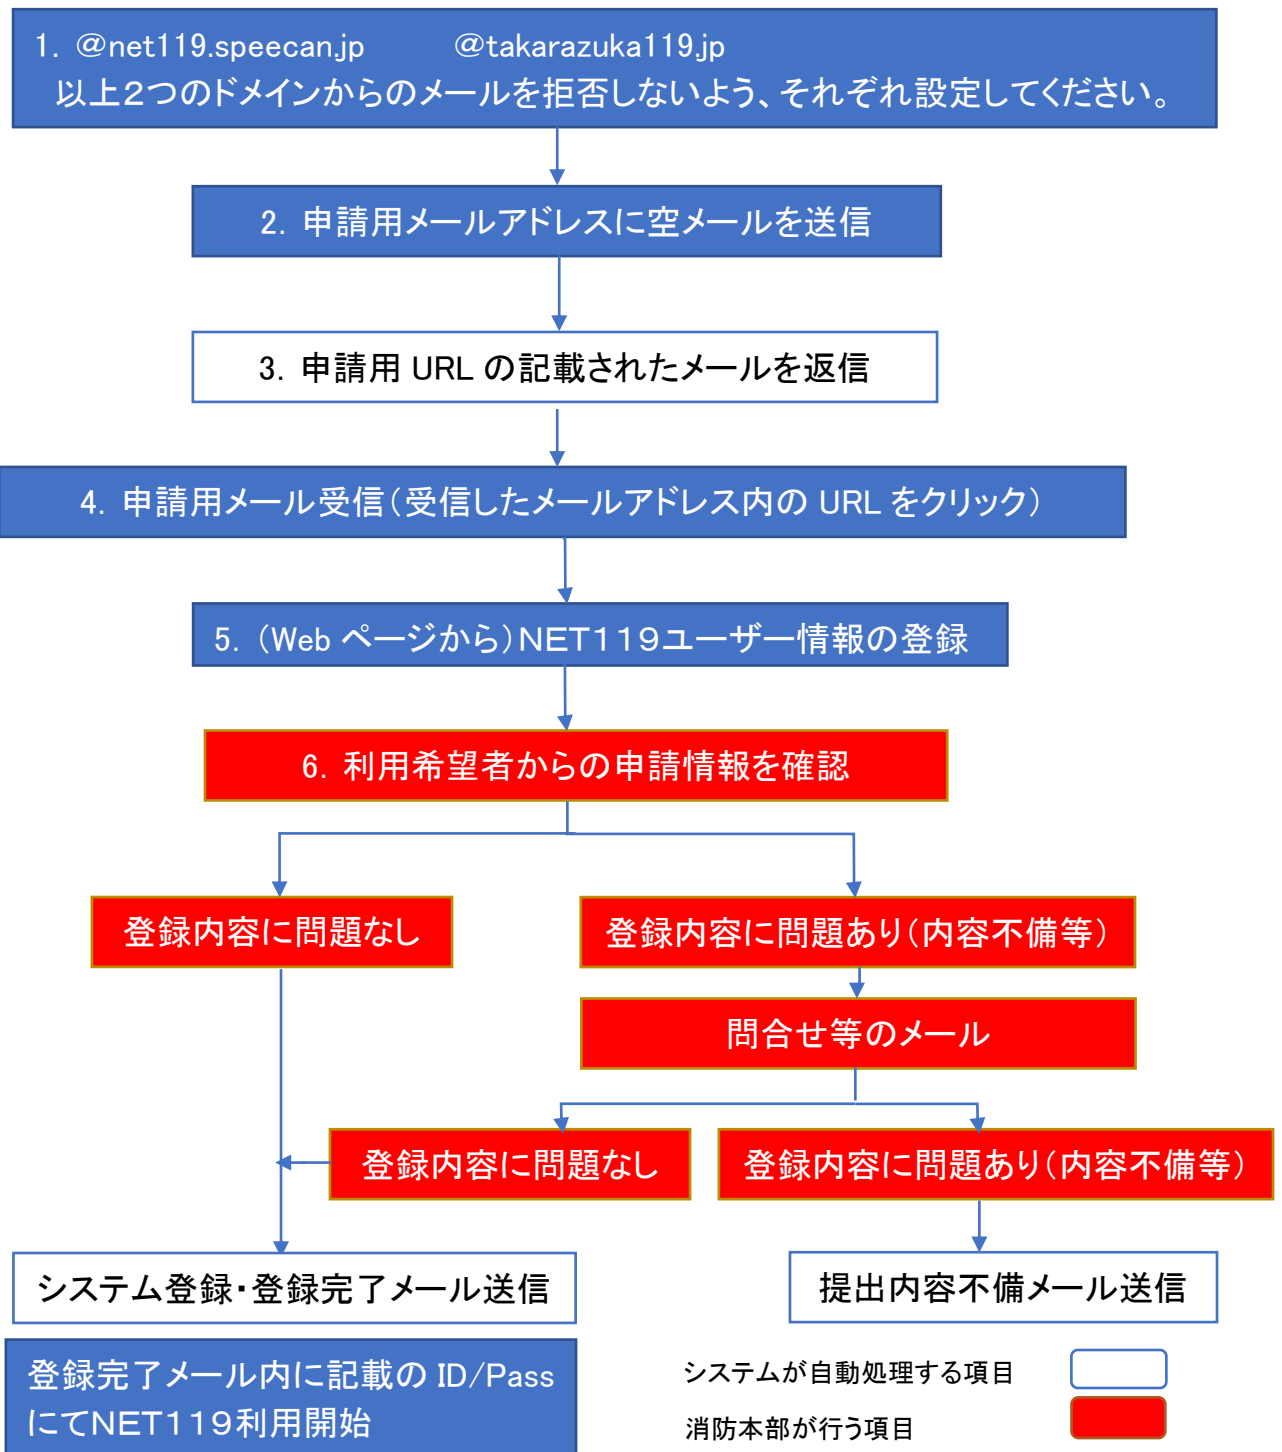 1. @net119.speecan.jp @takarazuka119.jp
以上2つのドメインからのメールを拒否しないよう、それぞれ設定してください。
2. 申請用メールアドレスに空メールを送信
3. 申請用 URL の記載されたメールを返信
4. 申請用メール受信(受信したメールアドレス内の URL をクリック)
5. (Web ページから)NET119ユーザー情報の登録
6. 利用希望者からの申請情報を確認
登録内容に問題なし
登録内容に問題あり(内容不備等)
問合せ等のメール
登録内容に問題なし
登録内容に問題あり(内容不備等)
システム登録・登録完了メール送信
提出内容不備メール送信
登録完了メール内に記載の ID/Pass
にてNET119利用開始
システムが自動処理する項目
消防本部が行う項目